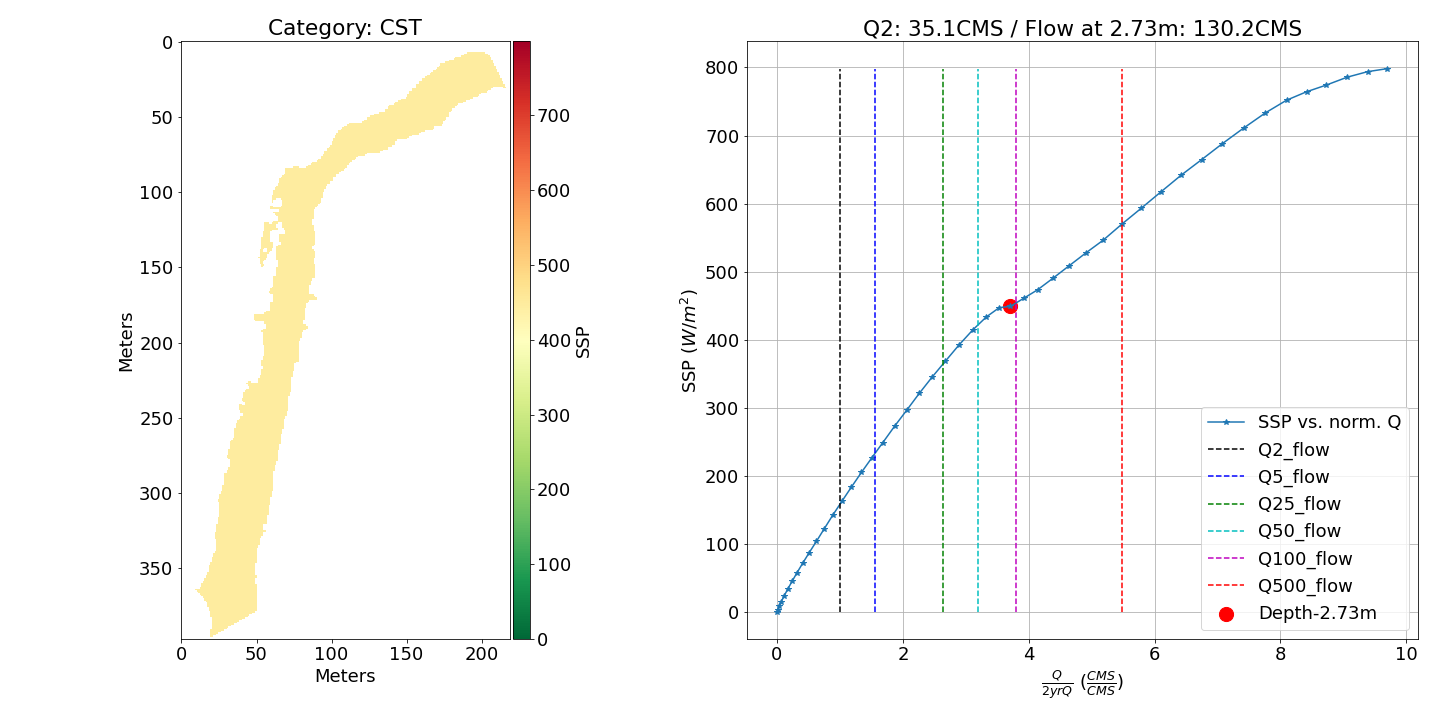 Category: CST
0
50
100
150
200
250
300
350
Meters
0
50
100
150
200
Meters
700
600
500
400
300
200
100
0
SSP
Q2: 35.1CMS / Flow at 2.73m: 130.2CMS
800
700
600
500
400
300
200
100
0
SSP (W/m²)
0
2
4
6
8
10
Q/2yrQ (CMS/CMS)
SSP vs. norm. Q
Q2_flow
Q5_flow
Q25_flow
Q50_flow
Q100_flow
Q500_flow
Depth-2.73m